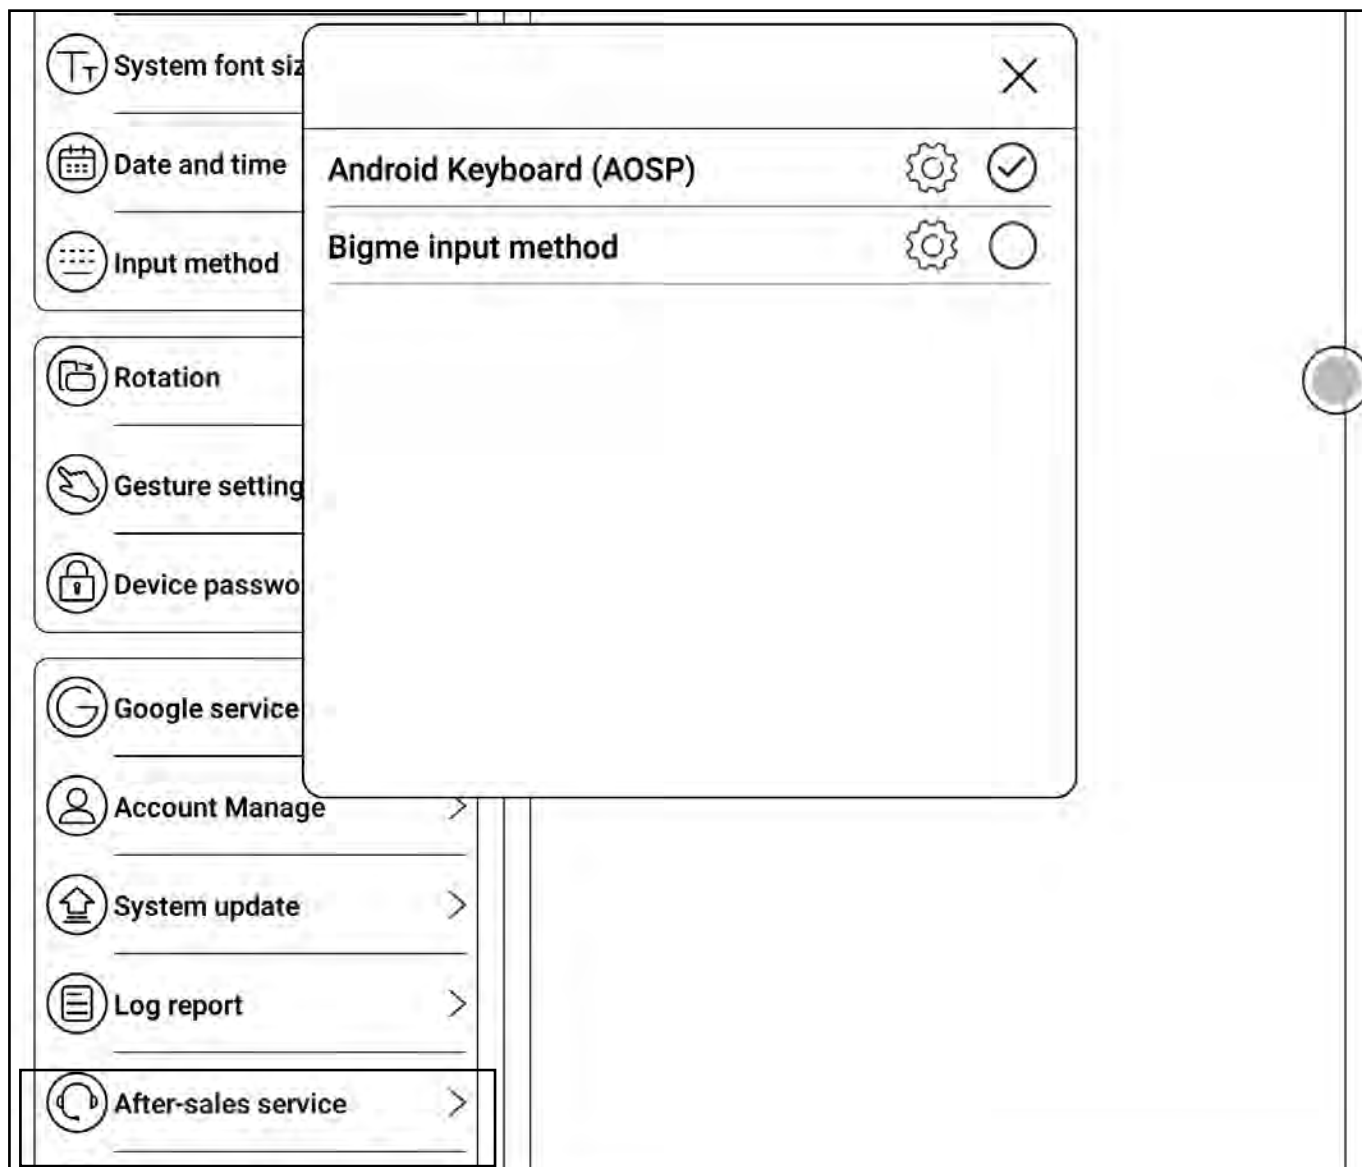 System font siz
Date and time
Input method
Rotation
Gesture setting
Device passwo
Google service
Account Manage
System update
Log report
After-sales service
Android Keyboard (AOSP)
Bigme input method